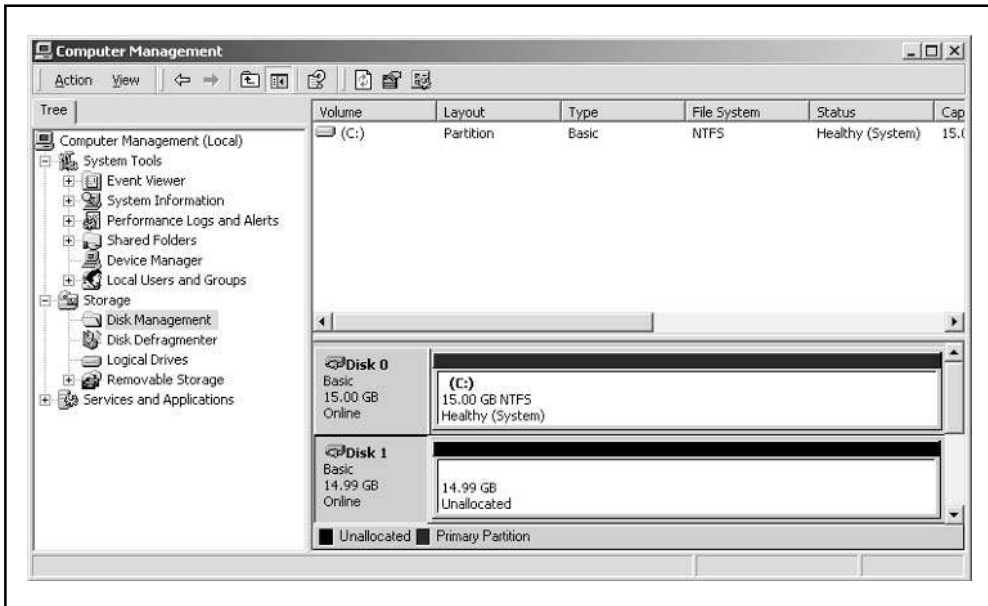 Computer Management
Action View
Tree
Computer Management (Local)
System Tools
Event Viewer
System Information
Performance Logs and Alerts
Shared Folders
Device Manager
Local Users and Groups
Storage
Disk Management
Disk Defragmenter
Logical Drives
Removable Storage
Services and Applications
Volume Layout Type File System Status Cap
(C:) Partition Basic NTFS Healthy (System) 15.0
Disk 0
Basic
15.00 GB
Online
(C:)
15.00 GB NTFS
Healthy (System)
Disk 1
Basic
14.99 GB
Online
14.99 GB
Unallocated
Unallocated Primary Partition